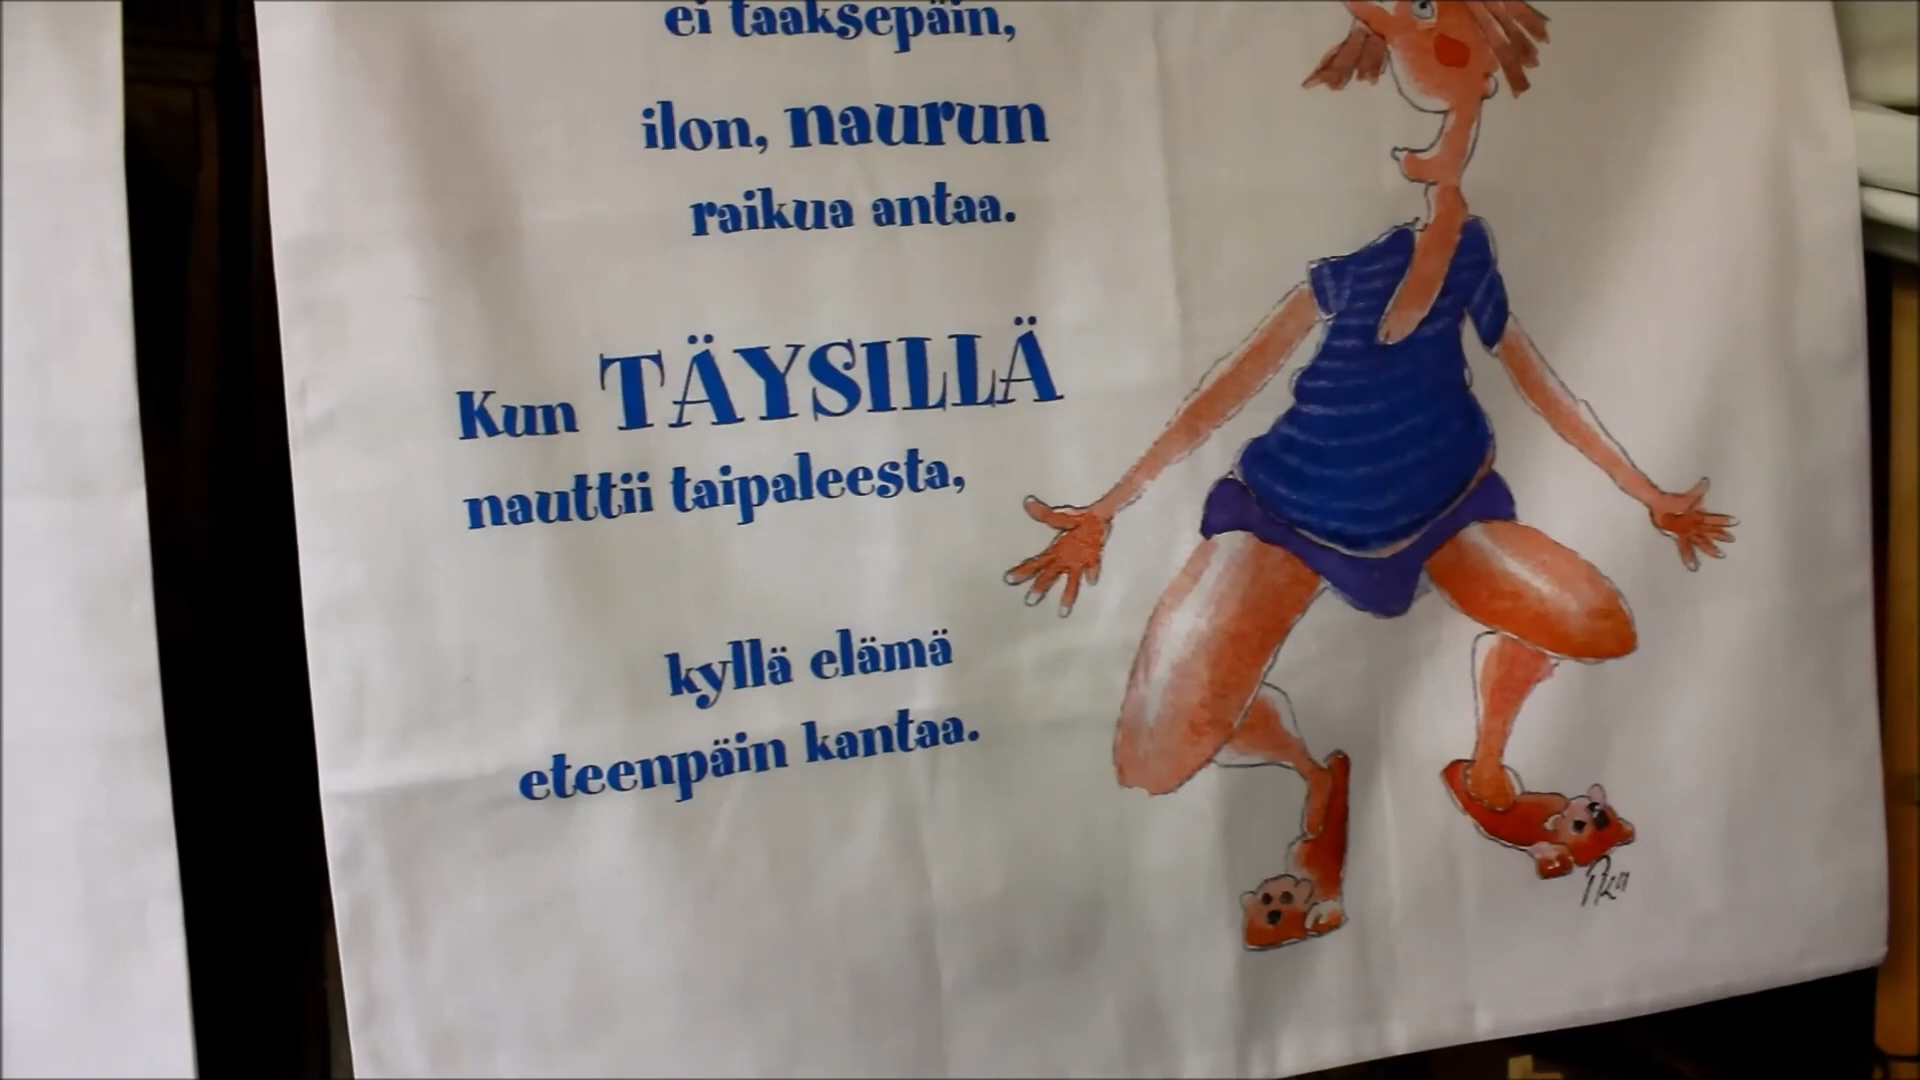 ei taaksepäin,
ilon, naurun
raikua antaa.
Kun TÄYSILLÄ
nauttii taipaleesta,
kyllä elämä
eteenpäin kantaa.